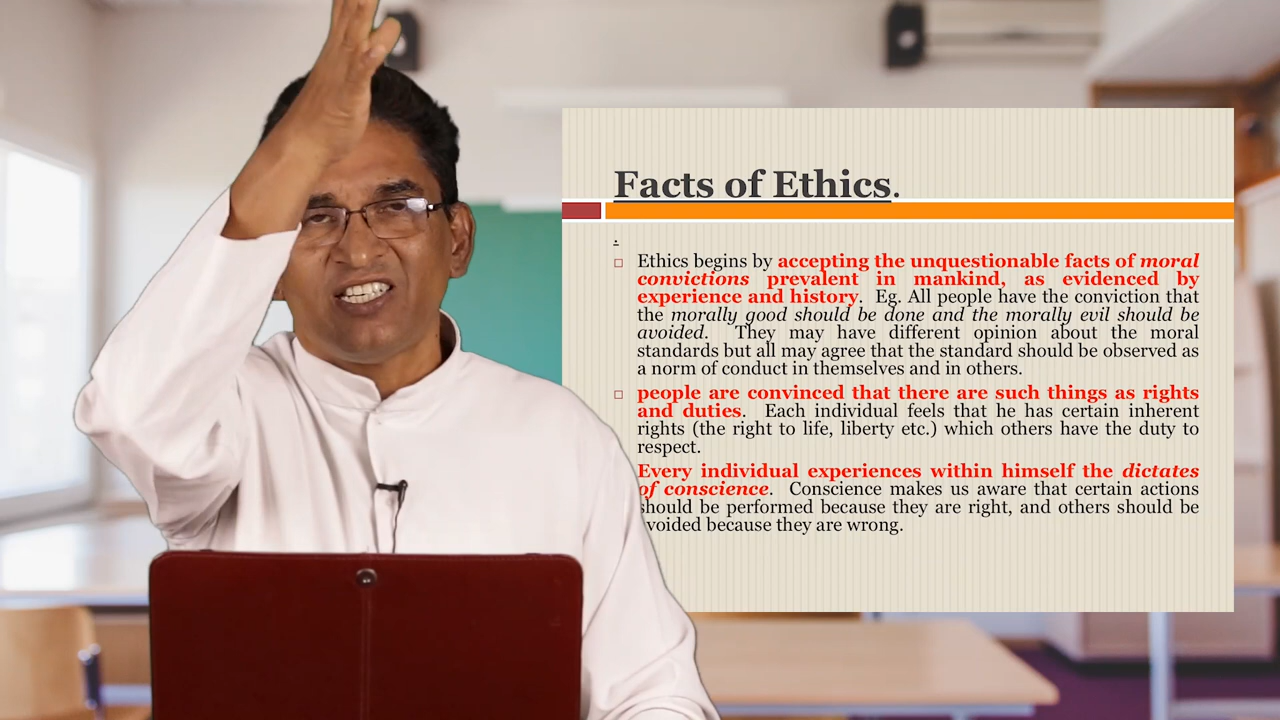 Facts of Ethics.
.
Ethics begins by accepting the unquestionable facts of moral
convictions prevalent in mankind, as evidenced by
experience and history. Eg. All people have the conviction that
the morally good should be done and the morally evil should be
avoided. They may have different opinion about the moral
standards but all may agree that the standard should be observed as
a norm of conduct in themselves and in others.
people are convinced that there are such things as rights
and duties. Each individual feels that he has certain inherent
rights (the right to life, liberty etc.) which others have the duty to
respect.
Every individual experiences within himself the dictates
of conscience. Conscience makes us aware that certain actions
should be performed because they are right, and others should be
avoided because they are wrong.